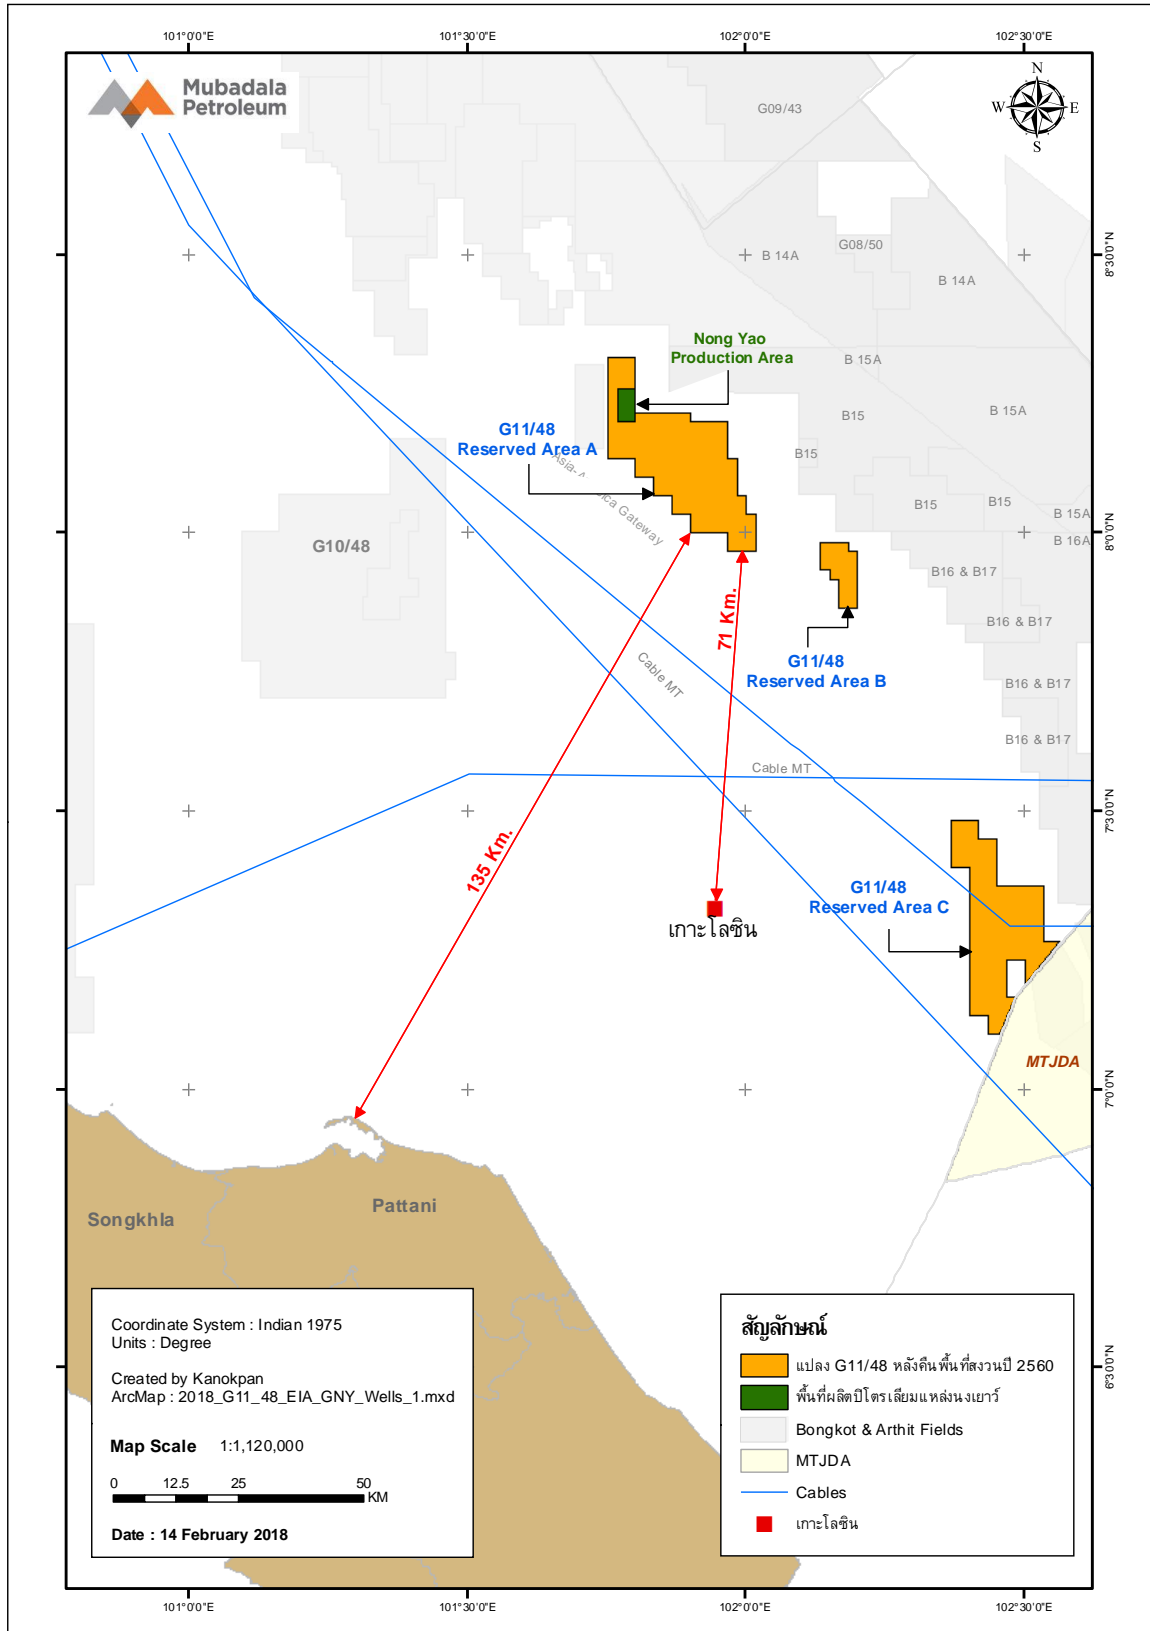 101°0'0"E
101°30'0"E
102°0'0"E
102°30'0"E
Mubadala
Petroleum
N
W
E
S
G09/43
G08/50
B 14A
B 14A
8°30'0"N
Nong Yao
Production Area
B 15A
B15
B 15A
G11/48
Reserved Area A
B15
B15
B15
B 15A
B 16A
8°0'0"N
Gateway
G10/48
B16 & B17
B16 & B17
71 Km.
Cable MT
G11/48
Reserved Area B
B16 & B17
B16 & B17
Cable MT
7°30'0"N
135 Km.
G11/48
Reserved Area C
เกาะโลซิน
MTJDA
7°0'0"N
Songkhla
Pattani
Coordinate System : Indian 1975
Units : Degree
Created by Kanokpan
ArcMap : 2018_G11_48_EIA_GNY_Wells_1.mxd
Map Scale 1:1,120,000
0 12.5 25 50
KM
Date : 14 February 2018
สัญลักษณ์
แปลง G11/48 หลังคืนพื้นที่สงวนปี 2560
พื้นที่ผลิตปิโตรเลียมแหล่งนงเยาว์
Bongkot & Arthit Fields
MTJDA
Cables
เกาะโลซิน
6°30'0"N
101°0'0"E
101°30'0"E
102°0'0"E
102°30'0"E